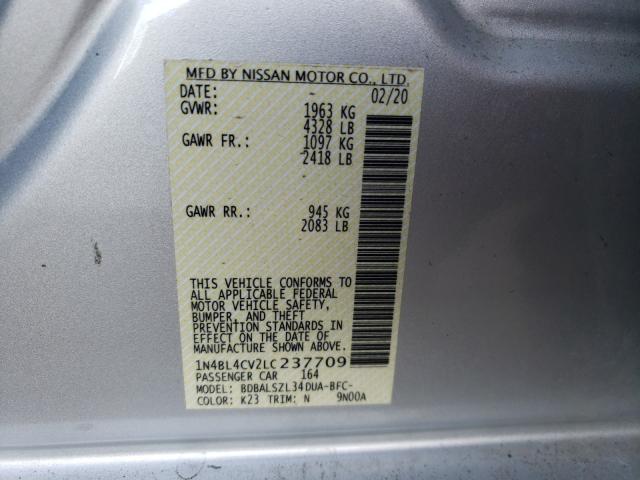 MFD BY NISSAN MOTOR CO., LTD.
DATE: 02/20
GVWR: 1963 KG
4328 LB
GAWR FR.: 1097 KG
2418 LB
GAWR RR.: 945 KG
2083 LB
THIS VEHICLE CONFORMS TO
ALL APPLICABLE FEDERAL
MOTOR VEHICLE SAFETY,
BUMPER, AND THEFT
PREVENTION STANDARDS IN
EFFECT ON THE DATE OF
MANUFACTURE SHOWN ABOVE.
1N4BL4CV2LC237709
PASSENGER CAR 164
MODEL: BDBALSZL34DUA-BFC-
COLOR: K23 TRIM: N 9N00A